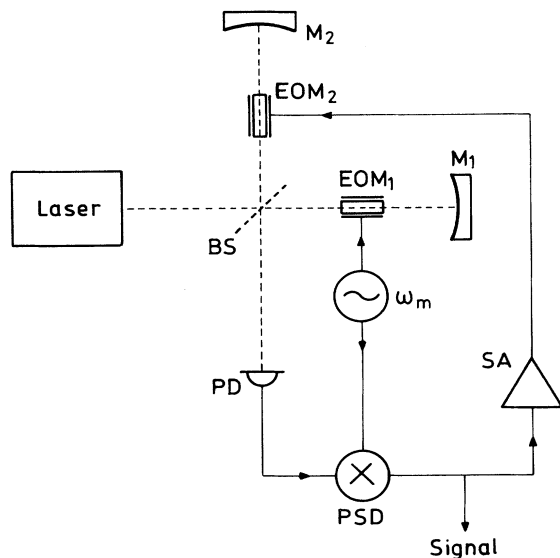 M2
EOM2
M1
EOM1
Laser
BS
ωm
SA
PD
PSD
Signal